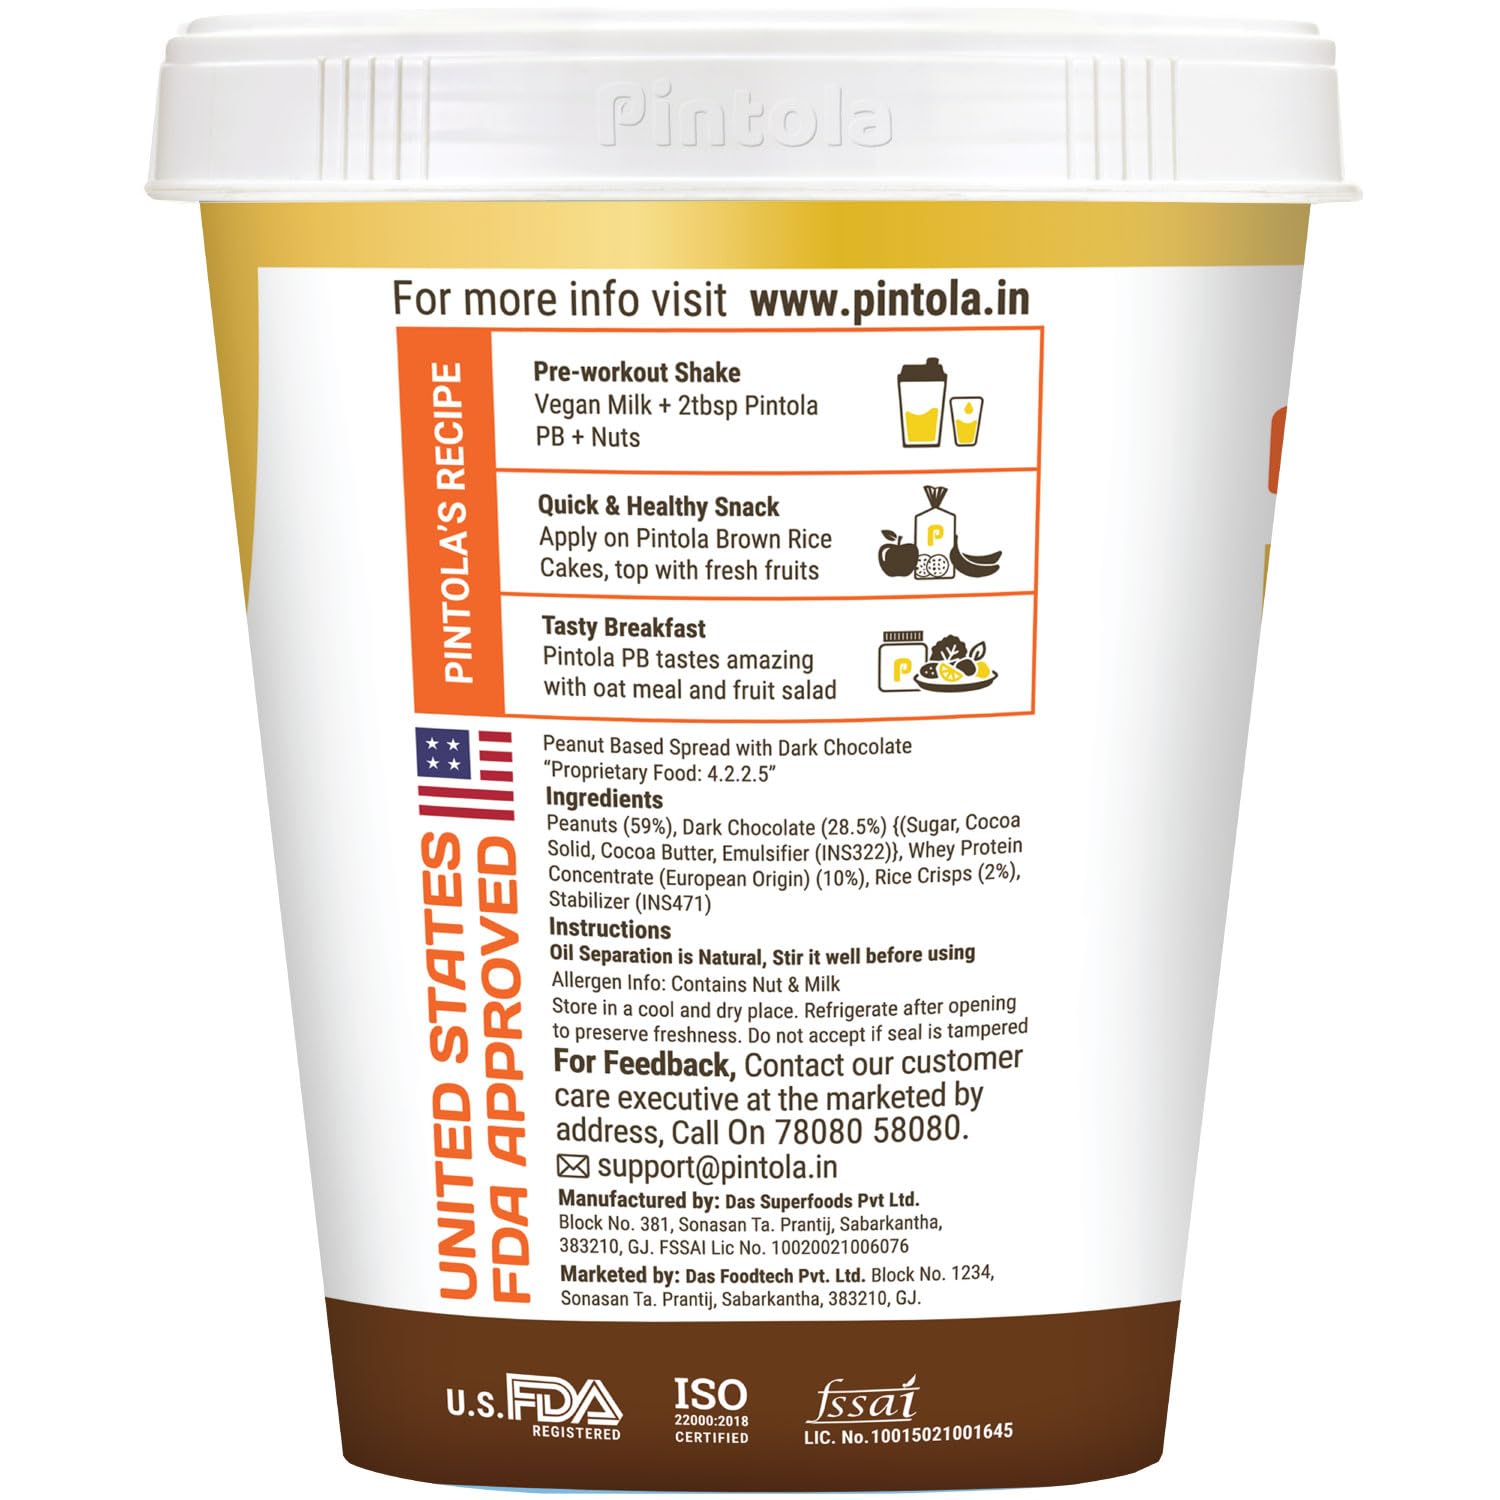 Pintola
For more info visit www.pintola.in
PINTOLA'S RECIPE
Pre-workout Shake
Vegan Milk + 2tbsp Pintola
PB + Nuts
Quick & Healthy Snack
Apply on Pintola Brown Rice
Cakes, top with fresh fruits
P
Tasty Breakfast
Pintola PB tastes amazing
with oat meal and fruit salad
P
UNITED STATES
FDA APPROVED
Peanut Based Spread with Dark Chocolate
“Proprietary Food: 4.2.2.5”
Ingredients
Peanuts (59%), Dark Chocolate (28.5%) {(Sugar, Cocoa
Solid, Cocoa Butter, Emulsifier (INS322)}, Whey Protein
Concentrate (European Origin) (10%), Rice Crisps (2%),
Stabilizer (INS471)
Instructions
Oil Separation is Natural, Stir it well before using
Allergen Info: Contains Nut & Milk
Store in a cool and dry place. Refrigerate after opening
to preserve freshness. Do not accept if seal is tampered
For Feedback, Contact our customer
care executive at the marketed by
address, Call On 78080 58080.
support@pintola.in
Manufactured by: Das Superfoods Pvt Ltd.
Block No. 381, Sonasan Ta. Prantij, Sabarkantha,
383210, GJ. FSSAI Lic No. 10020021006076
Marketed by: Das Foodtech Pvt. Ltd. Block No. 1234,
Sonasan Ta. Prantij, Sabarkantha, 383210, GJ.
U.S. FDA
REGISTERED
ISO
22000:2018
CERTIFIED
fssai
LIC. No. 10015021001645